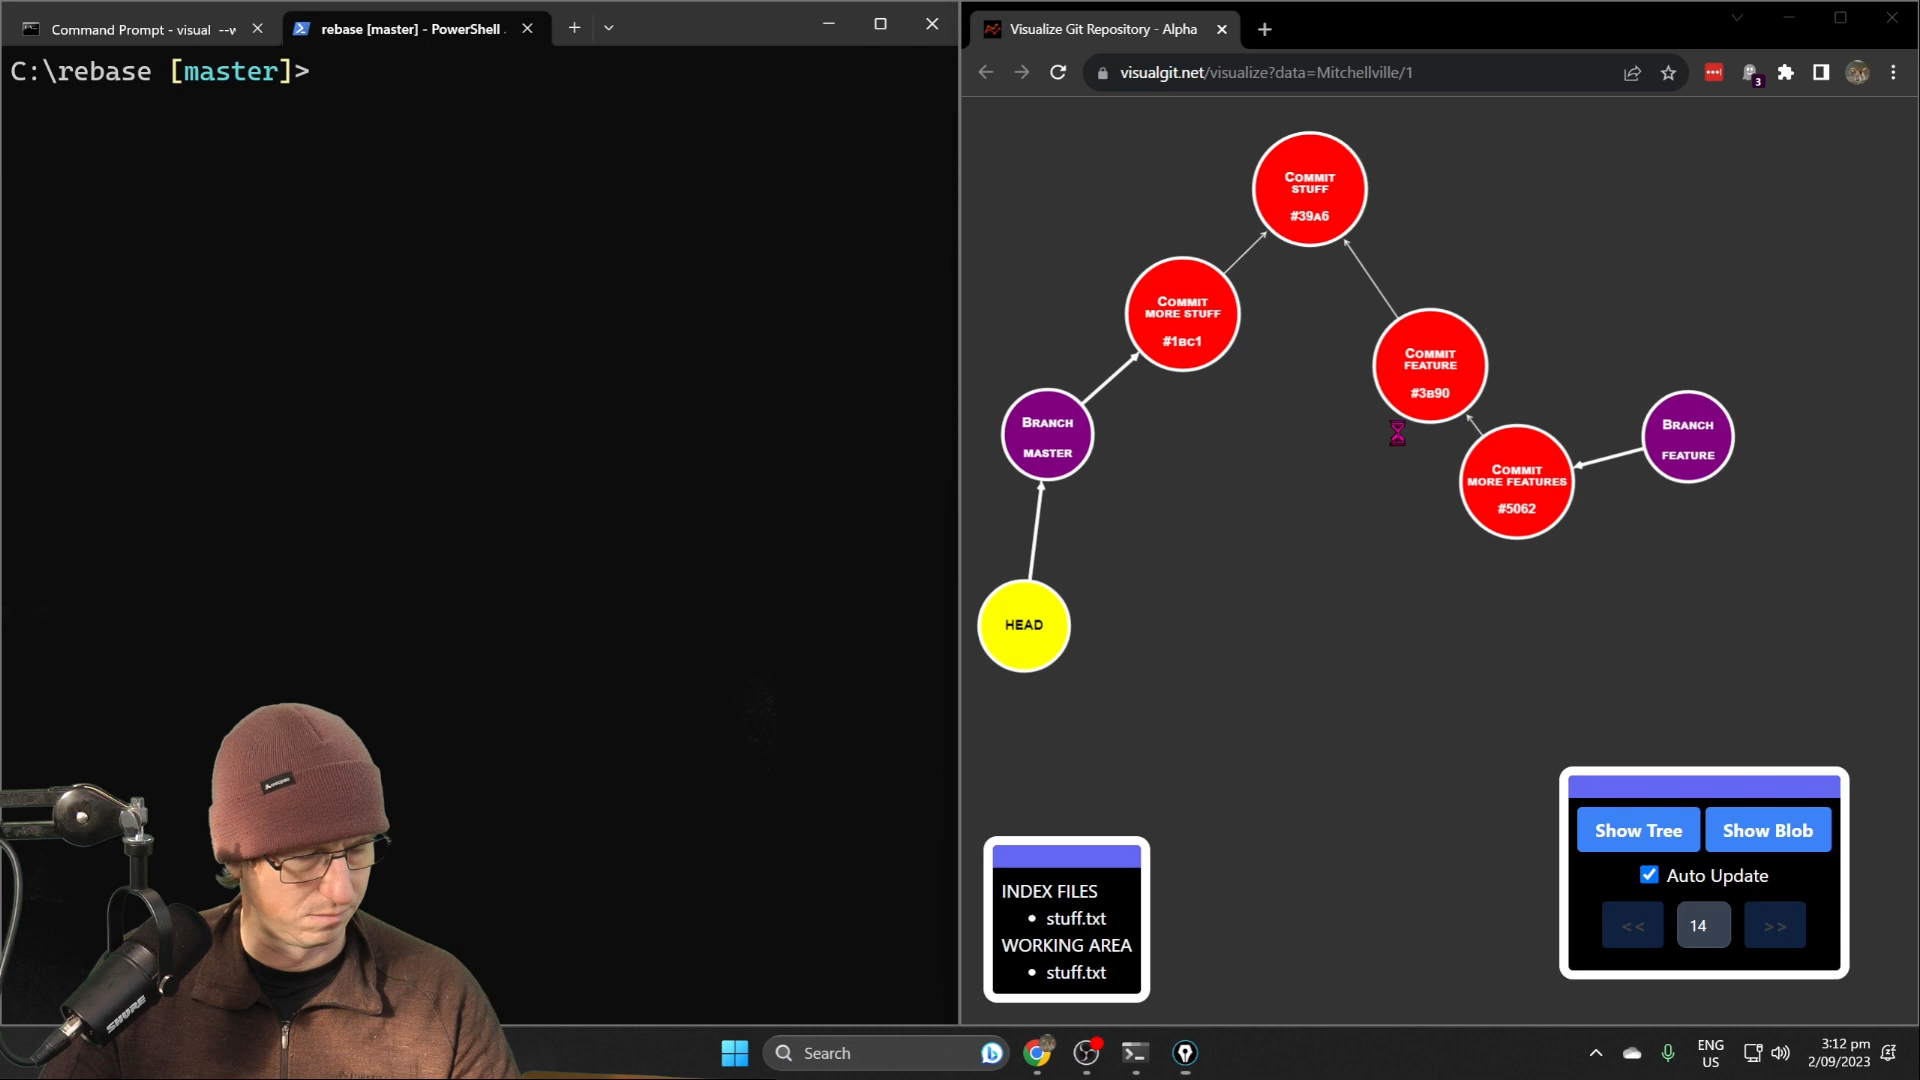 Command Prompt - visual --w
rebase [master] - PowerShell
C:\rebase [master]>
Visualize Git Repository - Alpha
visualgit.net/visualize?data=Mitchellville/1
3
COMMIT
STUFF
#39A6
COMMIT
MORE STUFF
#1BC1
COMMIT
FEATURE
#3B90
BRANCH
MASTER
BRANCH
FEATURE
COMMIT
MORE FEATURES
#5062
HEAD
Show Tree
Show Blob
Auto Update
<<
14
>>
INDEX FILES
• stuff.txt
WORKING AREA
• stuff.txt
SHURE
Search
ENG
US
3:12 pm
2/09/2023